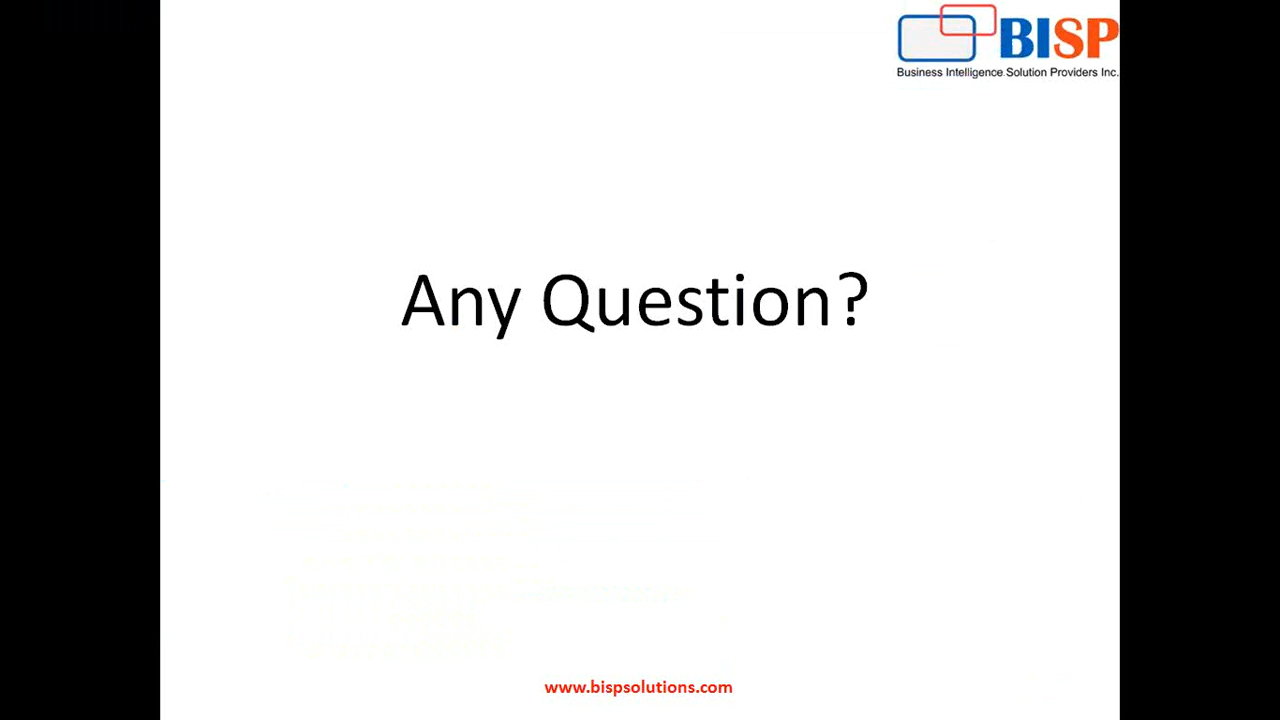 BISP
Business Intelligence Solution Providers Inc.
Any Question?
www.bispsolutions.com